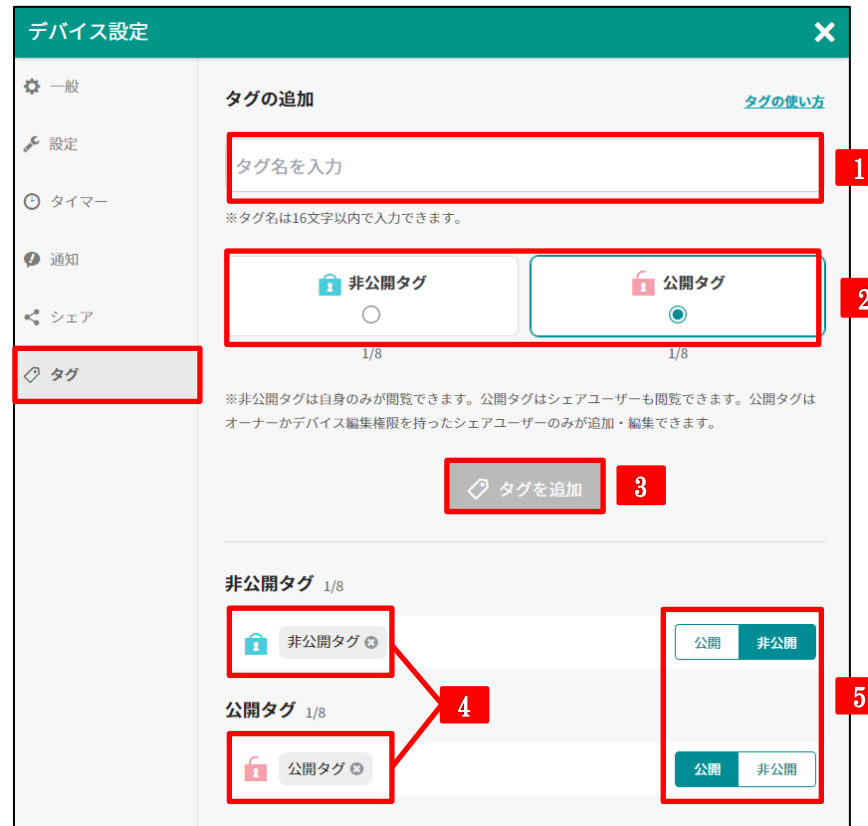 デバイス設定
一般
設定
タイマー
通知
シェア
タグ
タグの追加
タグの使い方
タグ名を入力
1
※タグ名は16文字以内で入力できます。
非公開タグ
公開タグ
2
1/8
1/8
※非公開タグは自身のみが閲覧できます。公開タグはシェアユーザーも閲覧できます。公開タグは
オーナーかデバイス編集権限を持ったシェアユーザーのみが追加・編集できます。
タグを追加
3
非公開タグ 1/8
非公開タグ
公開
非公開
4
5
公開タグ 1/8
公開タグ
公開
非公開